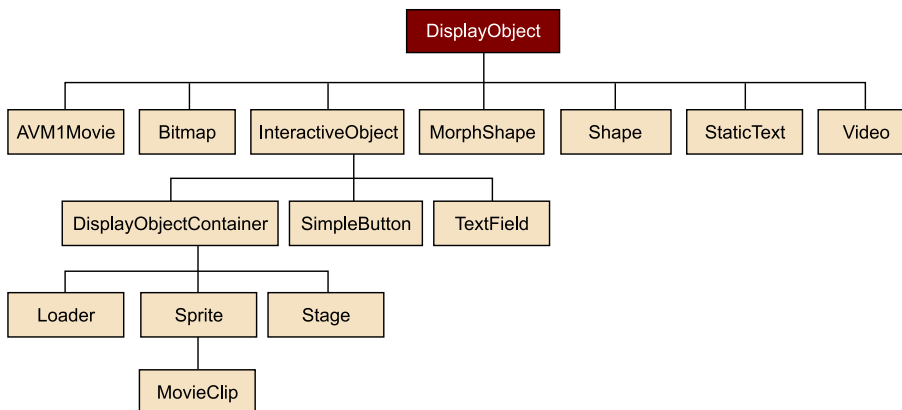 DisplayObject
AVM1Movie
Bitmap
InteractiveObject
MorphShape
Shape
StaticText
Video
DisplayObjectContainer
SimpleButton
TextField
Loader
Sprite
Stage
MovieClip